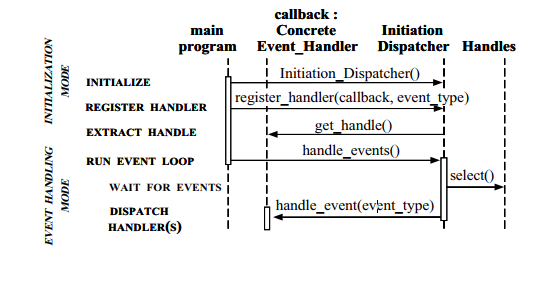 callback :
main Concrete Initiation
program Event_Handler Dispatcher Handles
INITIALIZATION
MODE
INITIALIZE Initiation_Dispatcher()
REGISTER HANDLER register_handler(callback, event_type)
EXTRACT HANDLE get_handle()
EVENT HANDLING
MODE
RUN EVENT LOOP handle_events()
WAIT FOR EVENTS select()
DISPATCH handle_event(event_type)
HANDLER(S)